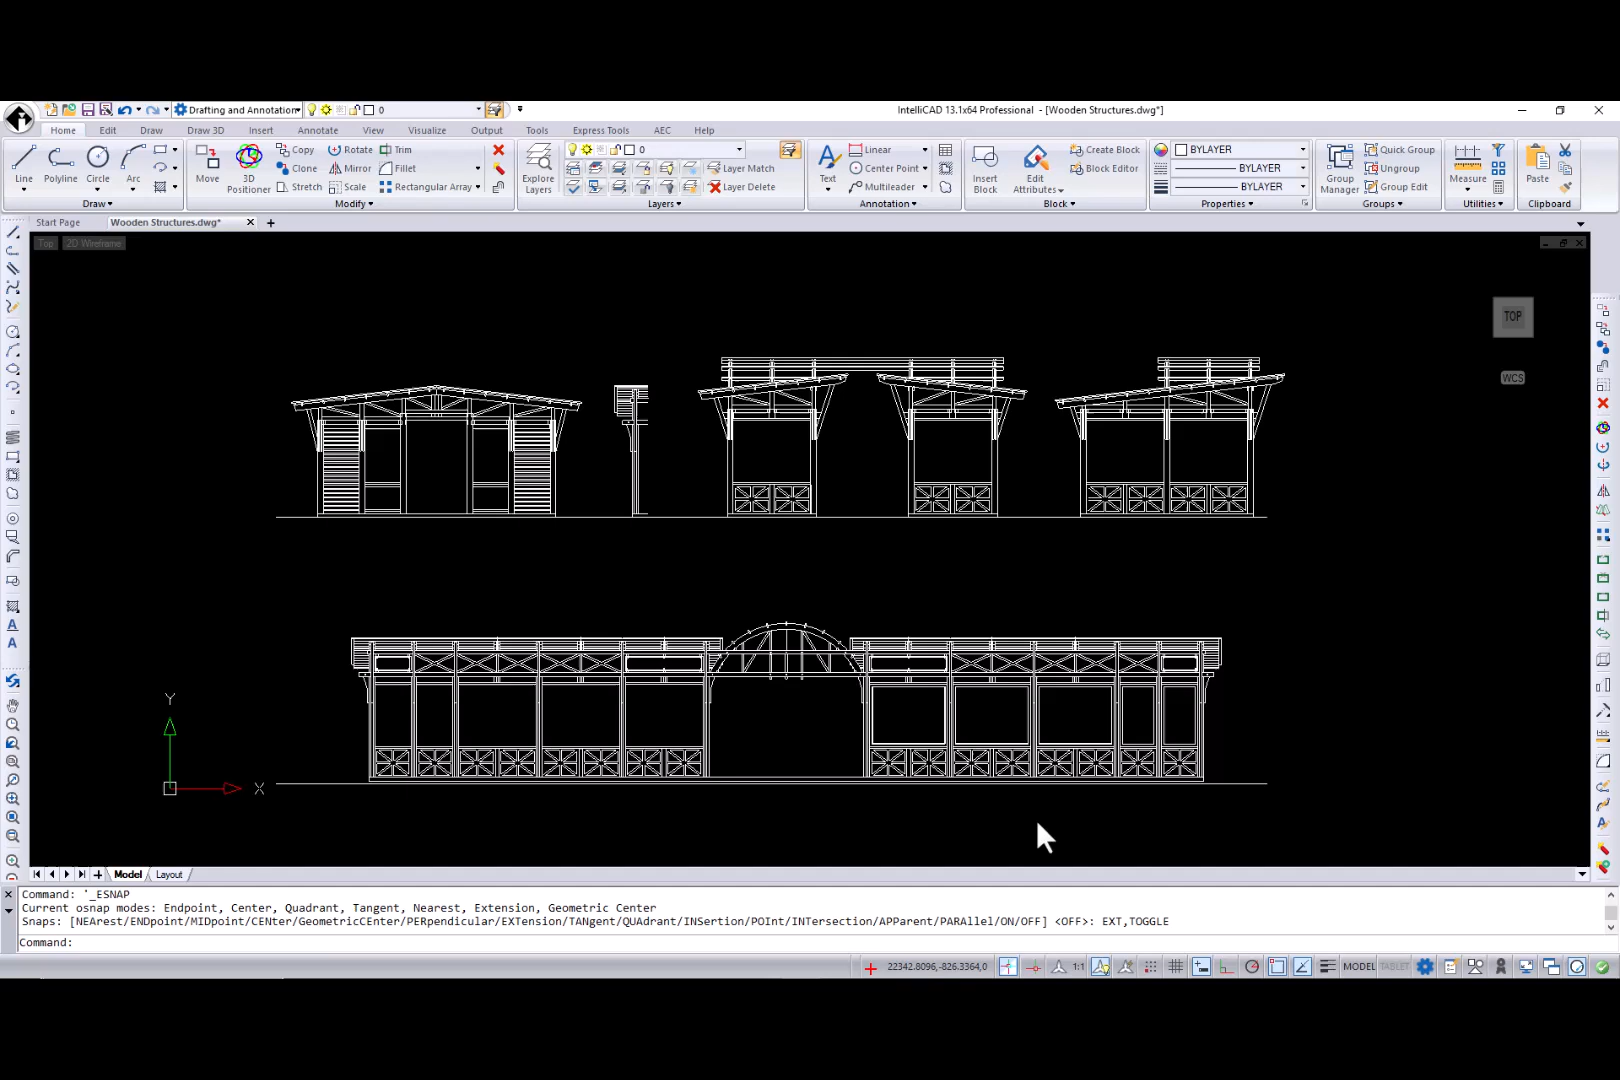 Drafting and Annotation
0
IntelliCAD 13.1x64 Professional - [Wooden Structures.dwg*]
Home Edit Draw Draw 3D Insert Annotate View Visualize Output Tools Express Tools AEC Help
Line
Polyline
Circle
Arc
Draw
Move
3D Positioner
Copy Rotate Trim
Clone Mirror Fillet
Stretch Scale Rectangular Array
Modify
Explore Layers
0
Layer Match
Layer Delete
Layers
Text
Linear
Center Point
Multileader
Annotation
Insert Block
Edit Attributes
Create Block
Block Editor
Block
BYLAYER
BYLAYER
BYLAYER
Properties
Group Manager
Quick Group
Ungroup
Group Edit
Groups
Measure
Utilities
Paste
Clipboard
Start Page Wooden Structures.dwg*
Top 2D Wireframe
TOP
WCS
Y
X
Model Layout
Command: '_ESNAP
Current osnap modes: Endpoint, Center, Quadrant, Tangent, Nearest, Extension, Geometric Center
Snaps: [NEArest/ENDpoint/MIDpoint/CENter/GeometricCEnter/PERpendicular/EXTension/TANgent/QUAdrant/INSertion/POInt/INTersection/APParent/PARAllel/ON/OFF] <OFF>: EXT,TOGGLE
Command:
22342.8096,-826.3364,0 1:1 MODEL TABLET